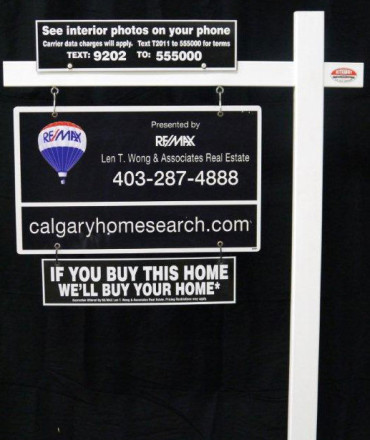 See interior photos on your phone
Carrier data charges will apply. Text T2011 to 555000 for terms
TEXT: 9202 TO: 555000
RE/MAX
Presented by
RE/MAX
Len T. Wong & Associates Real Estate
403-287-4888
calgaryhomesearch.com
IF YOU BUY THIS HOME
WE'LL BUY YOUR HOME*